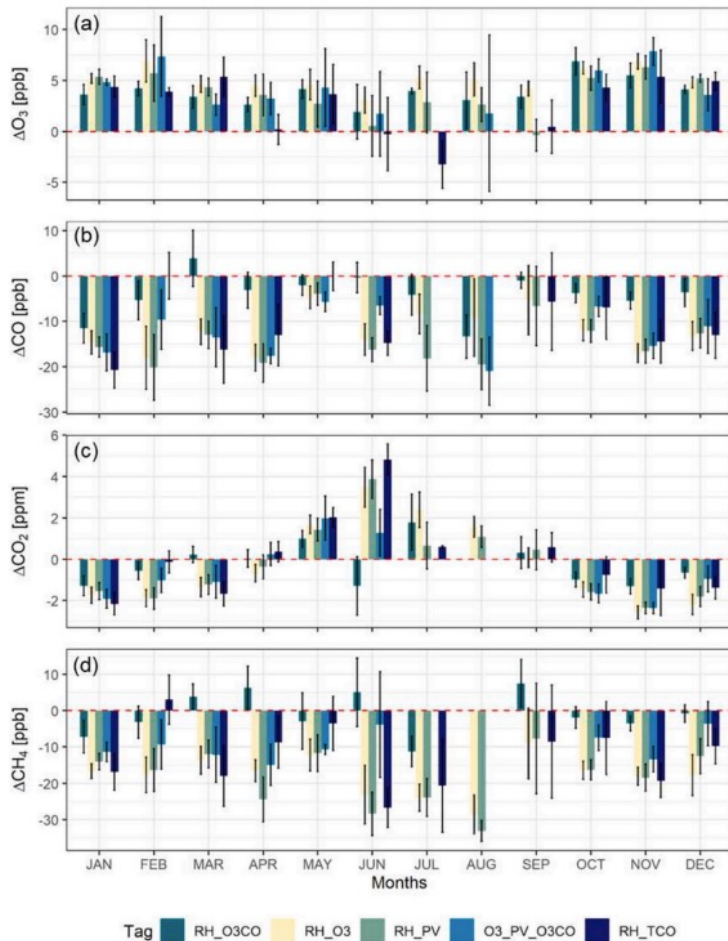 (a)
ΔO₃ [ppb]
10
5
0
-5
(b)
ΔCO [ppb]
10
0
-10
-20
-30
(c)
ΔCO₂ [ppm]
6
4
2
0
-2
(d)
ΔCH₄ [ppb]
10
0
-10
-20
-30
JAN FEB MAR APR MAY JUN JUL AUG SEP OCT NOV DEC
Months
Tag RH_O3CO RH_O3 RH_PV O3_PV_O3CO RH_TCO